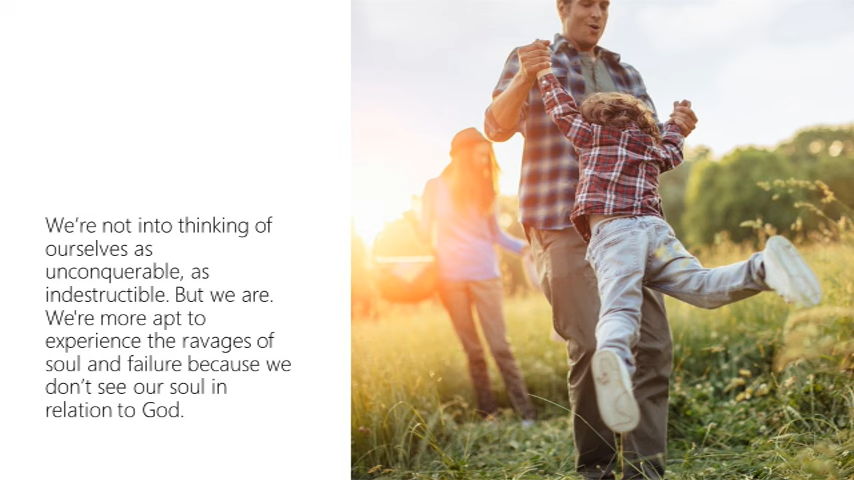 We‘re not into thinking of
ourselves as
unconquerable, as
indestructible. But we are.
We're more apt to
experience the ravages of
soul and failure because we
don’t see our soul in
relation to God.